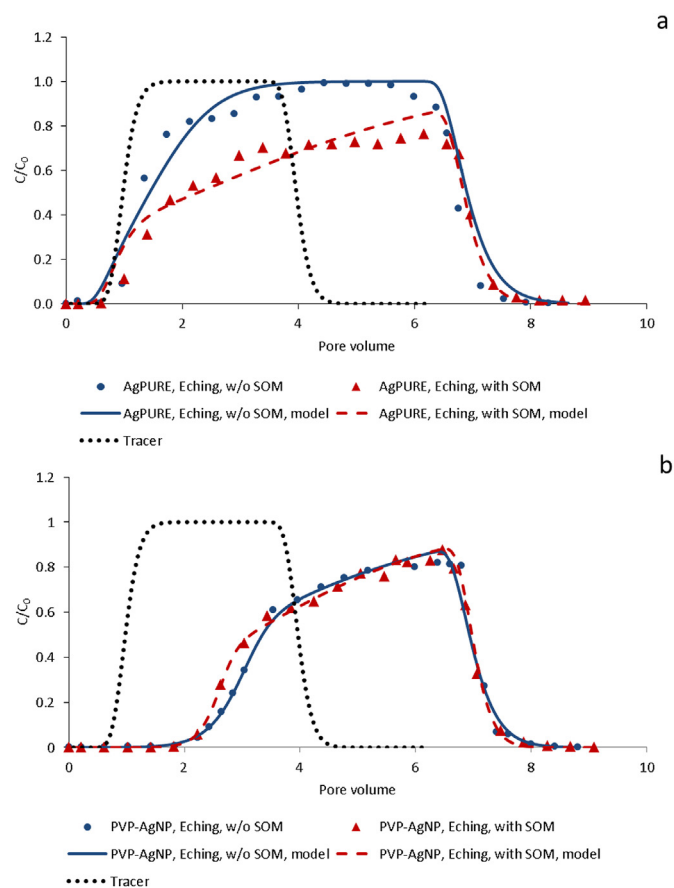 a
1.2
1.0
0.8
0.6
0.4
0.2
0.0
C/C₀
0 2 4 6 8 10
Pore volume
AgPURE, Eching, w/o SOM
AgPURE, Eching, with SOM
AgPURE, Eching, w/o SOM, model
AgPURE, Eching, with SOM, model
Tracer
b
1.2
1
0.8
0.6
0.4
0.2
0
C/C₀
0 2 4 6 8 10
Pore volume
PVP-AgNP, Eching, w/o SOM
PVP-AgNP, Eching, with SOM
PVP-AgNP, Eching, w/o SOM, model
PVP-AgNP, Eching, with SOM, model
Tracer